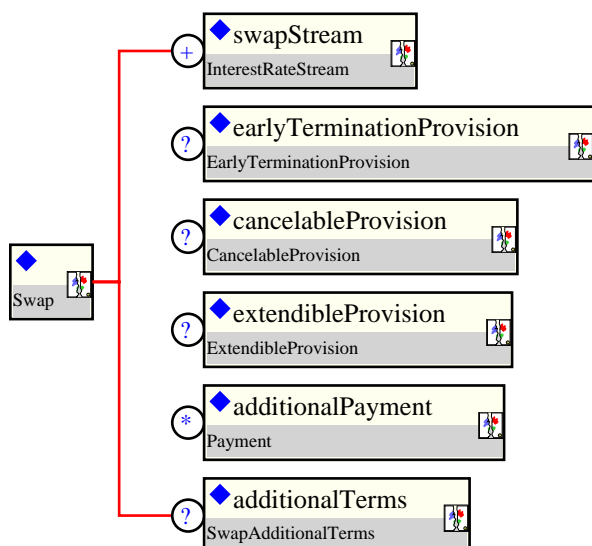 swapStream
+
InterestRateStream
earlyTerminationProvision
?
EarlyTerminationProvision
cancelableProvision
?
CancelableProvision
Swap
extendibleProvision
?
ExtendibleProvision
additionalPayment
*
Payment
additionalTerms
?
SwapAdditionalTerms